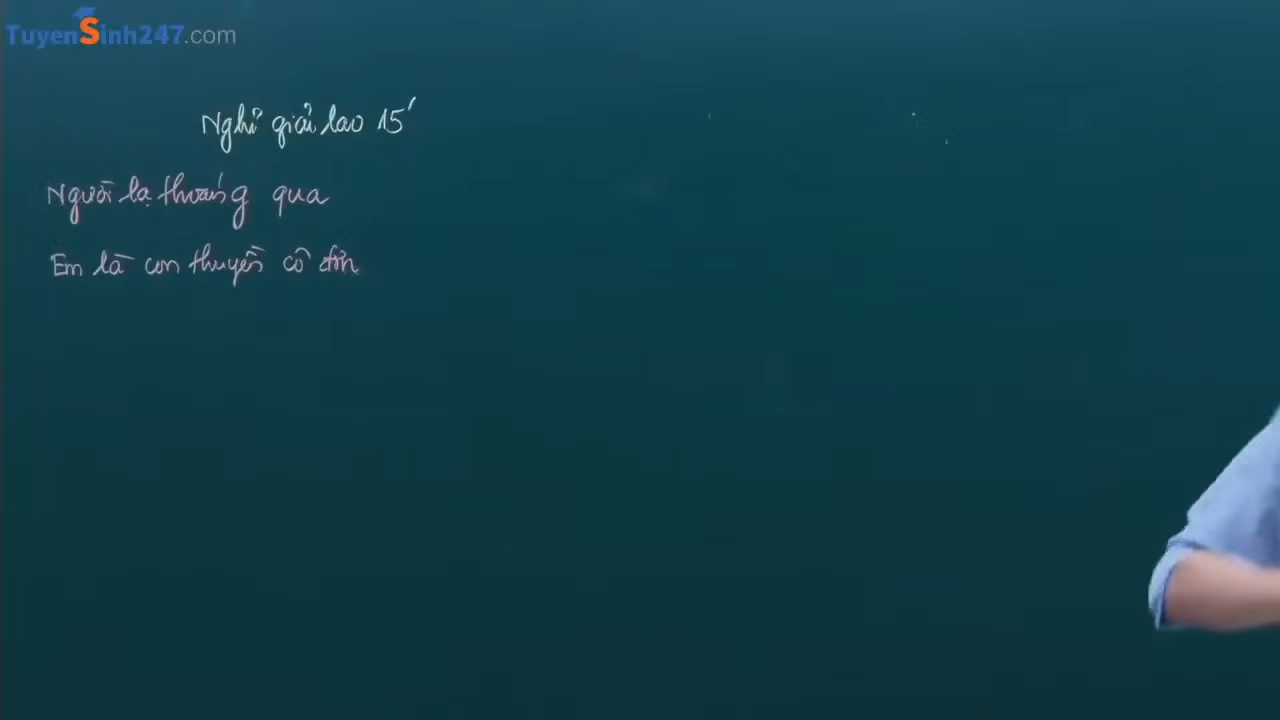 TuyenSinh247.com
Nghỉ giải lao 15'
Người lạ thoáng qua
Em là con thuyền cô đơn